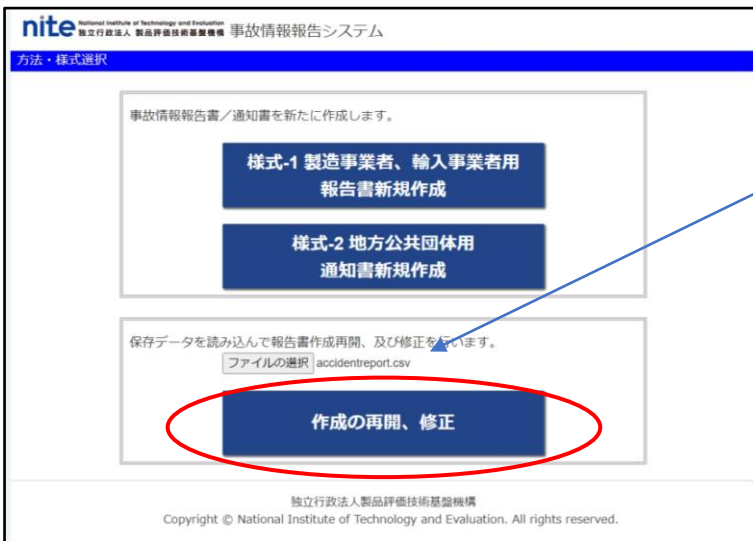 nite National Institute of Technology and Evaluation
独立行政法人 製品評価技術基盤機構 事故情報報告システム
方法・様式選択
事故情報報告書／通知書を新たに作成します。
様式-1 製造事業者、輸入事業者用
報告書新規作成
様式-2 地方公共団体用
通知書新規作成
保存データを読み込んで報告書作成再開、及び修正を行います。
ファイルの選択 accidentreport.csv
作成の再開、修正
独立行政法人製品評価技術基盤機構
Copyright © National Institute of Technology and Evaluation. All rights reserved.